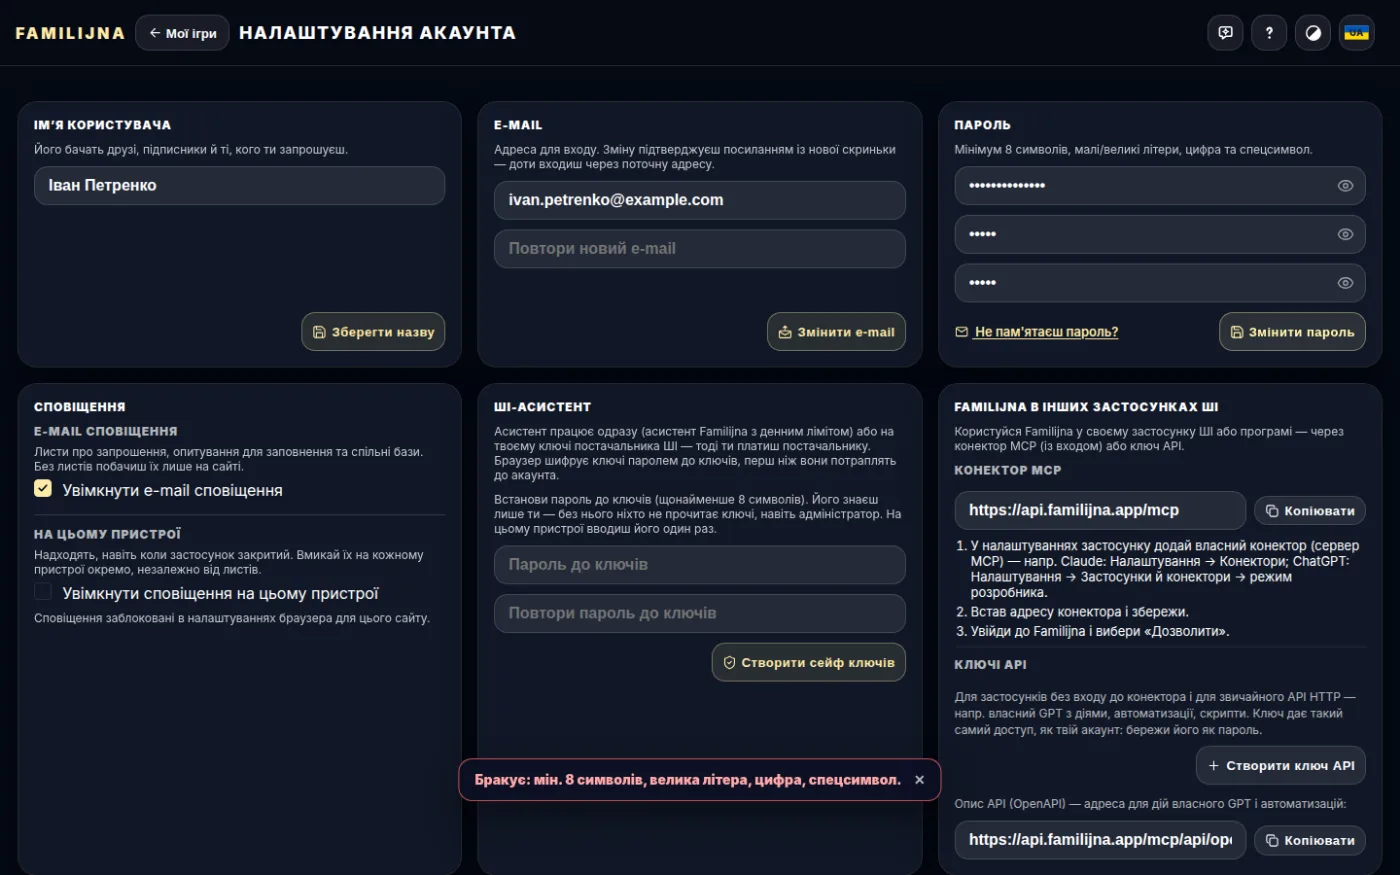 FAMILIJNA
← Мої ігри
НАЛАШТУВАННЯ АКАУНТА
?
UA
ІМ'Я КОРИСТУВАЧА
Його бачать друзі, підписники й ті, кого ти запрошуєш.
Іван Петренко
Зберегти назву
E-MAIL
Адреса для входу. Зміну підтверджуєш посиланням із нової скриньки
— доти входиш через поточну адресу.
ivan.petrenko@example.com
Повтори новий e-mail
Змінити e-mail
ПАРОЛЬ
Мінімум 8 символів, малі/великі літери, цифра та спецсимвол.
••••••••••••••
•••••
•••••
Не пам'ятаєш пароль?
Змінити пароль
СПОВІЩЕННЯ
E-MAIL СПОВІЩЕННЯ
Листи про запрошення, опитування для заповнення та спільні бази.
Без листів побачиш їх лише на сайті.
Увімкнути e-mail сповіщення
НА ЦЬОМУ ПРИСТРОЇ
Надходять, навіть коли застосунок закритий. Вмикай їх на кожному
пристрої окремо, незалежно від листів.
Увімкнути сповіщення на цьому пристрої
Сповіщення заблоковані в налаштуваннях браузера для цього сайту.
ШІ-АСИСТЕНТ
Асистент працює одразу (асистент Familijna з денним лімітом) або на
твоєму ключі постачальника ШІ — тоді ти платиш постачальнику.
Браузер шифрує ключі паролем до ключів, перш ніж вони потраплять
до акаунта.
Встанови пароль до ключів (щонайменше 8 символів). Його знаєш
лише ти — без нього ніхто не прочитає ключі, навіть адміністратор. На
цьому пристрої вводиш його один раз.
Пароль до ключів
Повтори пароль до ключів
Створити сейф ключів
FAMILIJNA В ІНШИХ ЗАСТОСУНКАХ ШІ
Користуйся Familijna у своєму застосунку ШІ або програмі — через
конектор MCP (із входом) або ключ API.
КОНЕКТОР MCP
https://api.familijna.app/mcp
Копіювати
1. У налаштуваннях застосунку додай власний конектор (сервер
MCP) — напр. Claude: Налаштування → Конектори; ChatGPT:
Налаштування → Застосунки й конектори → режим
розробника.
2. Встав адресу конектора і збережи.
3. Увійди до Familijna і вибери «Дозволити».
КЛЮЧІ API
Для застосунків без входу до конектора і для звичайного API HTTP —
напр. власний GPT з діями, автоматизації, скрипти. Ключ дає такий
самий доступ, як твій акаунт: бережи його як пароль.
+ Створити ключ API
Опис API (OpenAPI) — адреса для дій власного GPT і автоматизацій:
https://api.familijna.app/mcp/api/ope
Копіювати
Бракує: мін. 8 символів, велика літера, цифра, спецсимвол. ×